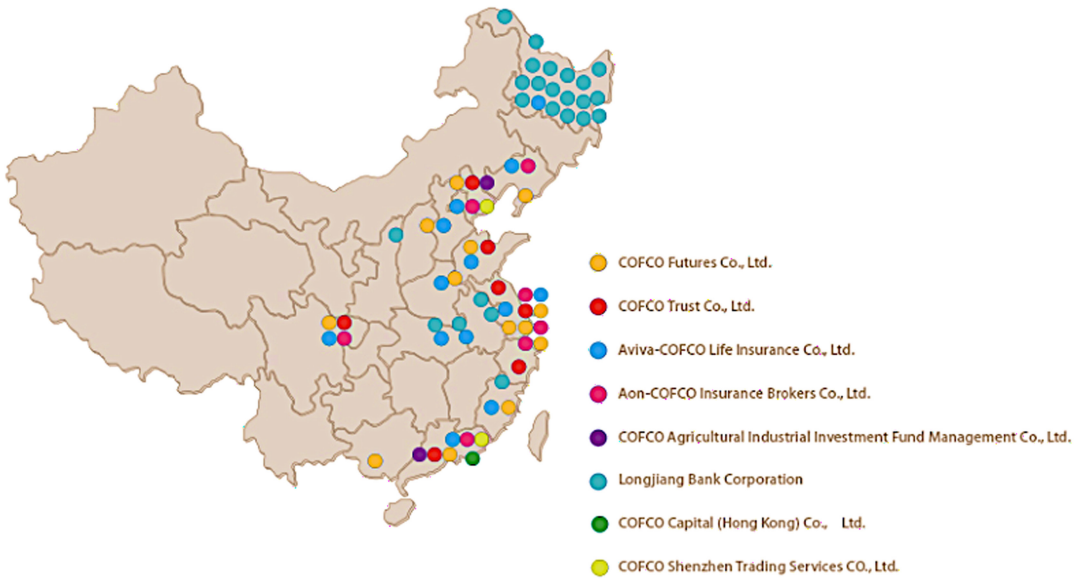 COFCO Futures Co., Ltd.
COFCO Trust Co., Ltd.
Aviva-COFCO Life Insurance Co., Ltd.
Aon-COFCO Insurance Brokers Co., Ltd.
COFCO Agricultural Industrial Investment Fund Management Co., Ltd.
Longjiang Bank Corporation
COFCO Capital (Hong Kong) Co., Ltd.
COFCO Shenzhen Trading Services CO., Ltd.